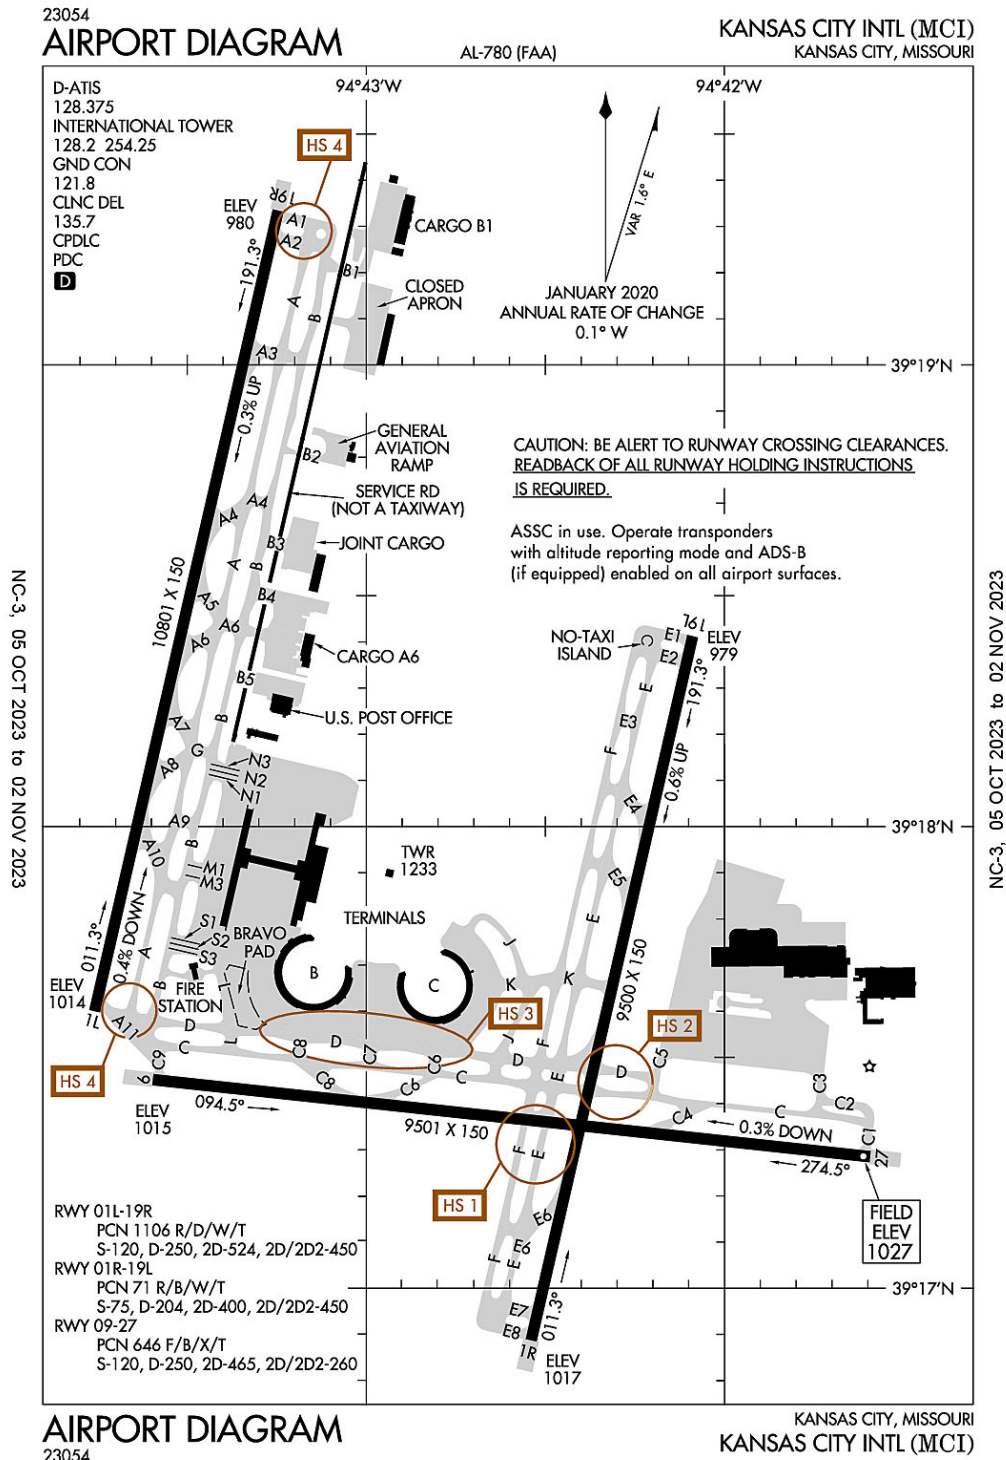 23054
AIRPORT DIAGRAM
AL-780 (FAA)
KANSAS CITY INTL (MCI)
KANSAS CITY, MISSOURI
D-ATIS
128.375
INTERNATIONAL TOWER
128.2 254.25
GND CON
121.8
CLNC DEL
135.7
CPDLC
PDC
D
94°43'W
94°42'W
HS 4
19R
ELEV
980
A1
A2
CARGO B1
VAR 1.6° E
191.3°
B1
CLOSED
APRON
JANUARY 2020
ANNUAL RATE OF CHANGE
0.1° W
A
B
A3
39°19'N
0.3% UP
GENERAL
AVIATION
RAMP
B2
CAUTION: BE ALERT TO RUNWAY CROSSING CLEARANCES.
READBACK OF ALL RUNWAY HOLDING INSTRUCTIONS
IS REQUIRED.
SERVICE RD
(NOT A TAXIWAY)
A4
A4
ASSC in use. Operate transponders
with altitude reporting mode and ADS-B
(if equipped) enabled on all airport surfaces.
B3
JOINT CARGO
A
B
10801 X 150
B4
A5
A6
A6
CARGO A6
NO-TAXI
ISLAND
C
E1
E2
19L
ELEV
979
B5
U.S. POST OFFICE
B
A7
G
E
E3
F
191.3°
0.6% UP
N3
N2
N1
A8
E4
A9
39°18'N
A10
B
M1
M3
TWR
1233
E5
TERMINALS
S1
S2
S3
BRAVO
PAD
E
9500 X 150
011.3°
0.4% DOWN
A
B
FIRE
STATION
B
C
J
K
K
ELEV
1014
1L
A11
HS 3
HS 2
D
L
C
C9
C8
D
C7
C6
J
F
D
C
E
D
C5
HS 4
9
C8
C6
C3
C2
C
C4
C1
ELEV
1015
094.5°
9501 X 150
0.3% DOWN
274.5°
27
F
E
HS 1
FIELD
ELEV
1027
E6
E6
F
E
RWY 01L-19R
PCN 1106 R/D/W/T
S-120, D-250, 2D-524, 2D/2D2-450
RWY 01R-19L
PCN 71 R/B/W/T
S-75, D-204, 2D-400, 2D/2D2-450
RWY 09-27
PCN 646 F/B/X/T
S-120, D-250, 2D-465, 2D/2D2-260
39°17'N
E7
E8
011.3°
1R
ELEV
1017
NC-3, 05 OCT 2023 to 02 NOV 2023
NC-3, 05 OCT 2023 to 02 NOV 2023
AIRPORT DIAGRAM
23054
KANSAS CITY, MISSOURI
KANSAS CITY INTL (MCI)